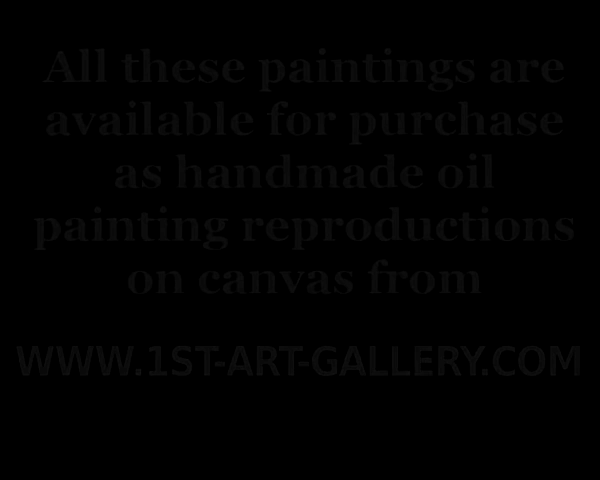 All these paintings are
available for purchase
as handmade oil
painting reproductions
on canvas from
WWW.1ST-ART-GALLERY.COM